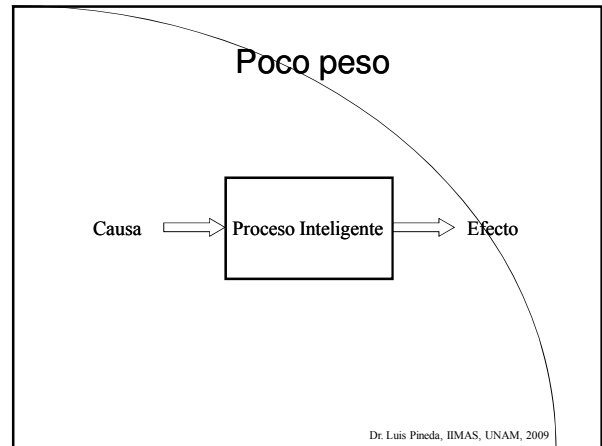 Poco peso
Causa Proceso Inteligente Efecto
Dr. Luis Pineda, IIMAS, UNAM, 2009